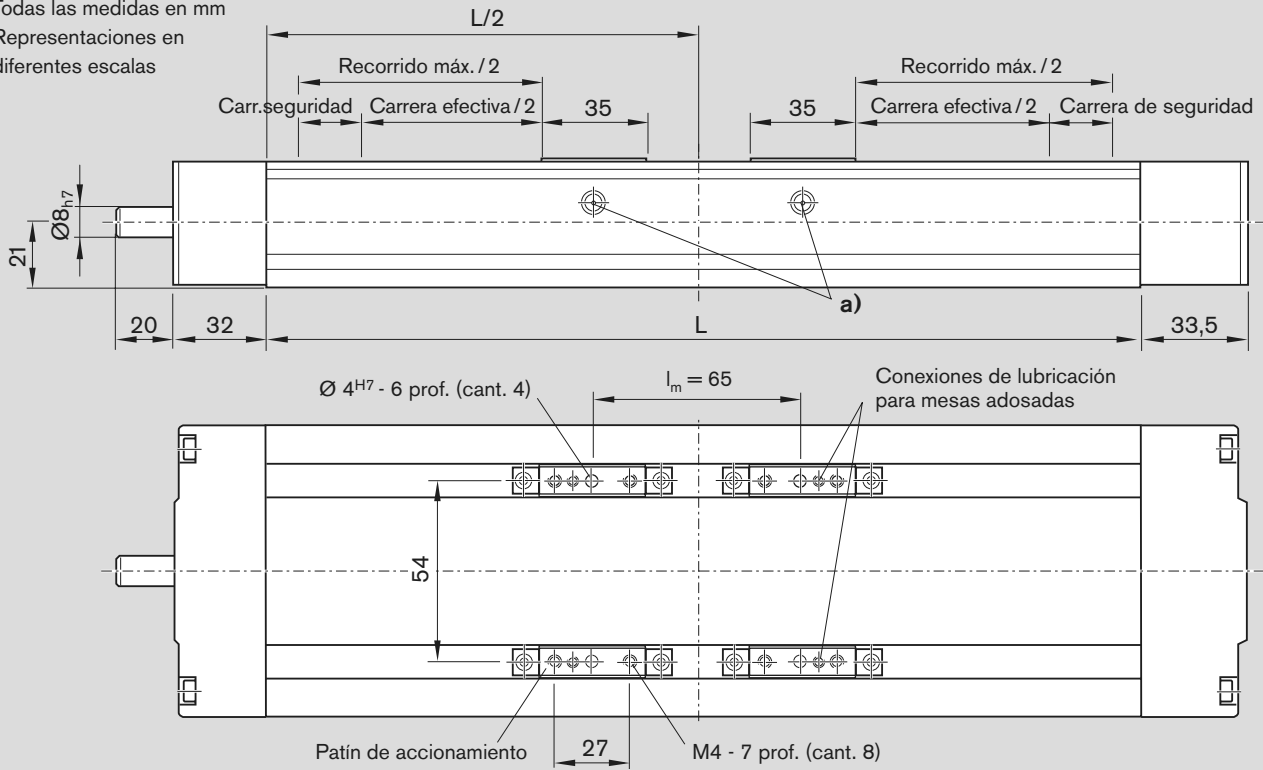 Todas las medidas en mm
Representaciones en
diferentes escalas
L/2
Recorrido máx. / 2
Recorrido máx. / 2
Carr.seguridad
Carrera efectiva / 2
35
35
Carrera efectiva / 2
Carrera de seguridad
Ø8h7
21
a)
20
32
L
33,5
Ø 4H7 - 6 prof. (cant. 4)
lm = 65
Conexiones de lubricación
para mesas adosadas
54
Patín de accionamiento
27
M4 - 7 prof. (cant. 8)